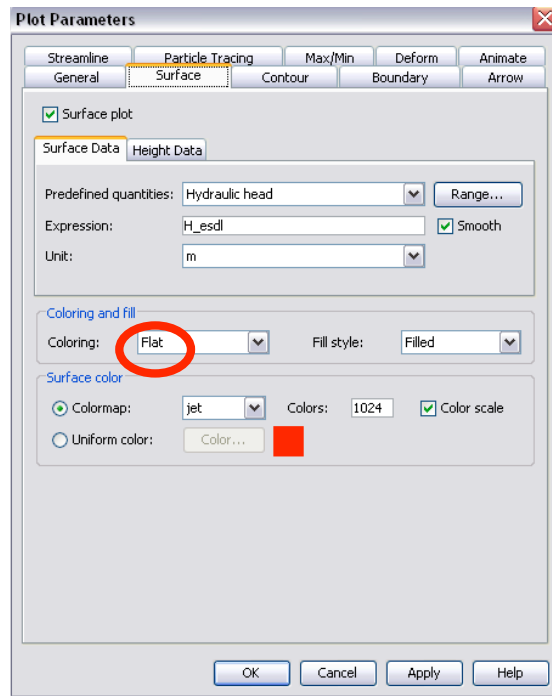 Plot Parameters
Streamline Particle Tracing Max/Min Deform Animate
General Surface Contour Boundary Arrow
Surface plot
Surface Data Height Data
Predefined quantities: Hydraulic head Range...
Expression: H_esdl Smooth
Unit: m
Coloring and fill
Coloring: Flat Fill style: Filled
Surface color
Colormap: jet Colors: 1024 Color scale
Uniform color: Color...
OK Cancel Apply Help